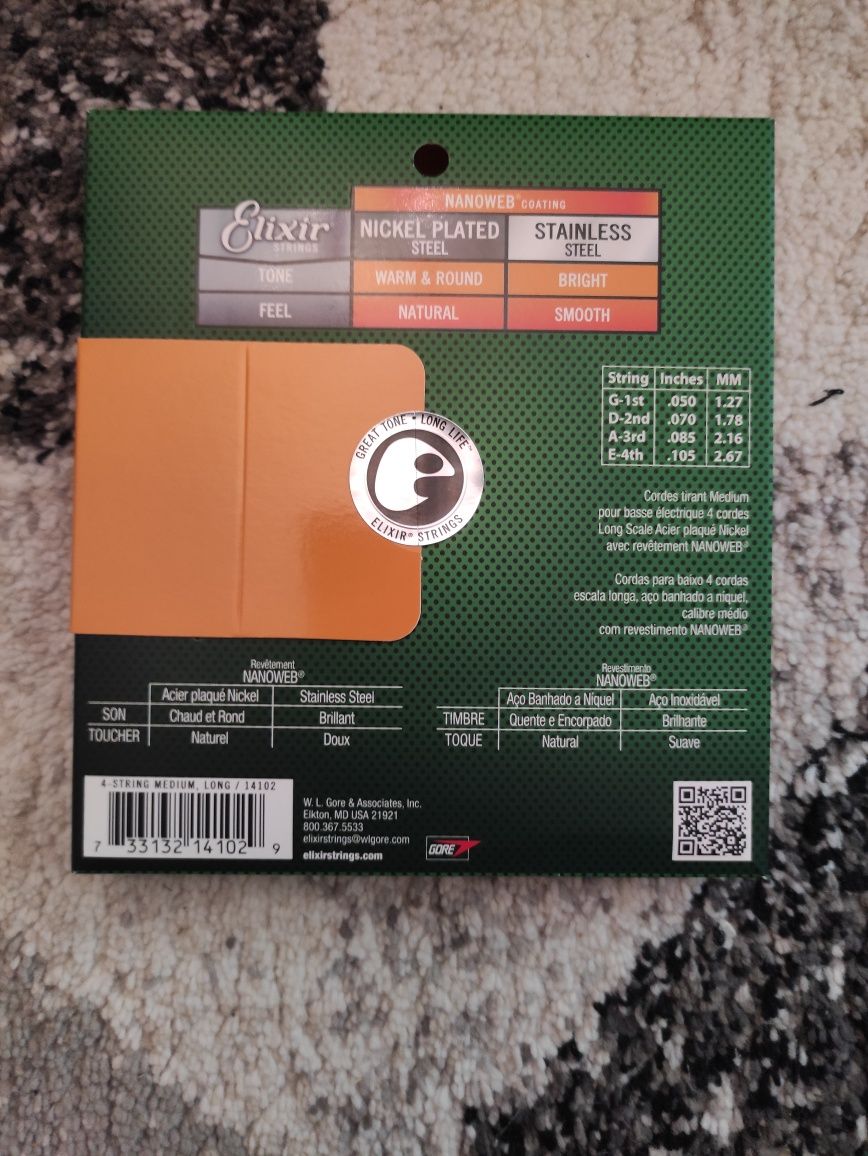 NANOWEB® COATING
Elixir
STRINGS
NICKEL PLATED
STEEL
STAINLESS
STEEL
TONE WARM & ROUND BRIGHT
FEEL NATURAL SMOOTH
String Inches MM
G-1st .050 1.27
D-2nd .070 1.78
A-3rd .085 2.16
E-4th .105 2.67
GREAT TONE • LONG LIFE™
ELIXIR® STRINGS
Cordes tirant Medium
pour basse électrique 4 cordes
Long Scale Acier plaqué Nickel
avec revêtement NANOWEB®
Cordas para baixo 4 cordas
escala longa, aço banhado a niquel,
calibre médio
com revestimento NANOWEB®
Revêtement
NANOWEB®
Acier plaqué Nickel Stainless Steel
SON Chaud et Rond Brillant
TOUCHER Naturel Doux
Revestimento
NANOWEB®
Aço Banhado a Níquel Aço Inoxidável
TIMBRE Quente e Encorpado Brilhante
TOQUE Natural Suave
4-STRING MEDIUM, LONG / 14102
7 33132 14102 9
W. L. Gore & Associates, Inc.
Elkton, MD USA 21921
800.367.5533
elixirstrings@wlgore.com
elixirstrings.com
GORE